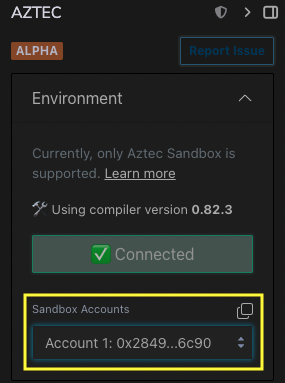 AZTEC
ALPHA
Report Issue
Environment
Currently, only Aztec Sandbox is
supported. Learn more
Using compiler version 0.82.3
Connected
Sandbox Accounts
Account 1: 0x2849...6c90